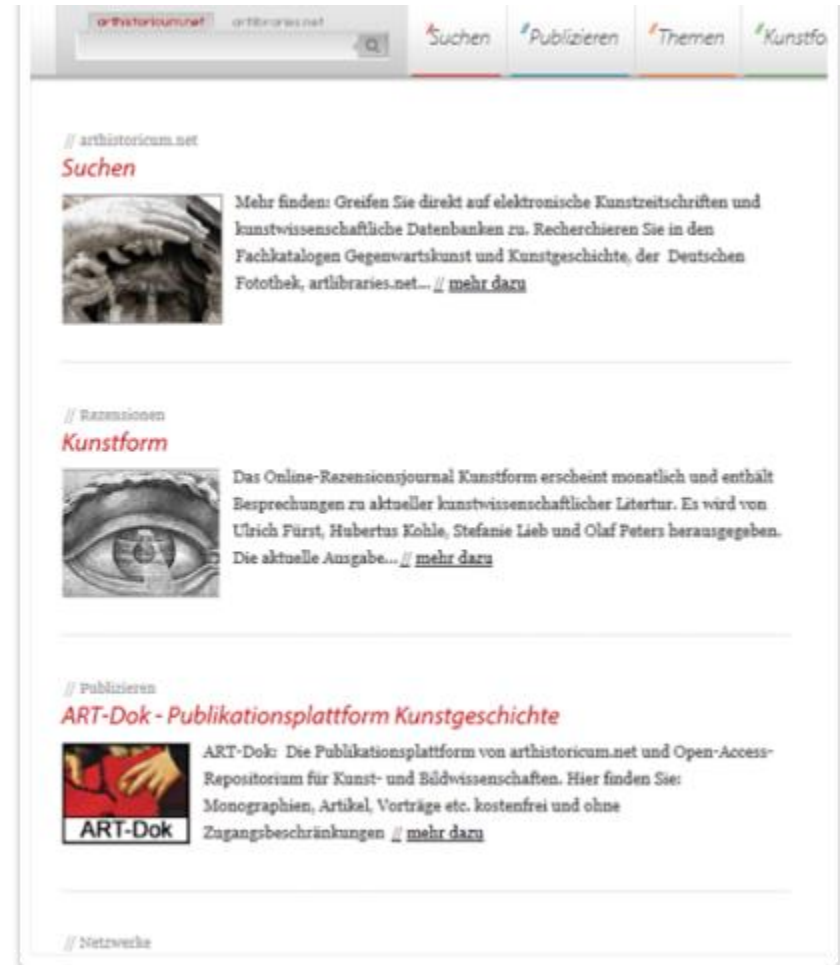 arthistoricum.net artlibraries.net
Suchen Publizieren Themen Kunstfo
// arthistoricum.net
Suchen
Mehr finden: Greifen Sie direkt auf elektronische Kunstzeitschriften und
kunstwissenschaftliche Datenbanken zu. Recherchieren Sie in den
Fachkatalogen Gegenwartskunst und Kunstgeschichte, der Deutschen
Fotothek, artlibraries.net... // mehr dazu
// Rezensionen
Kunstform
Das Online-Rezensionsjournal Kunstform erscheint monatlich und enthält
Besprechungen zu aktueller kunstwissenschaftlicher Litertur. Es wird von
Ulrich Fürst, Hubertus Kohle, Stefanie Lieb und Olaf Peters herausgegeben.
Die aktuelle Ausgabe... // mehr dazu
// Publizieren
ART-Dok - Publikationsplattform Kunstgeschichte
ART-Dok: Die Publikationsplattform von arthistoricum.net und Open-Access-
Repositorium für Kunst- und Bildwissenschaften. Hier finden Sie:
Monographien, Artikel, Vorträge etc. kostenfrei und ohne
Zugangsbeschränkungen // mehr dazu
ART-Dok
// Netzwerke